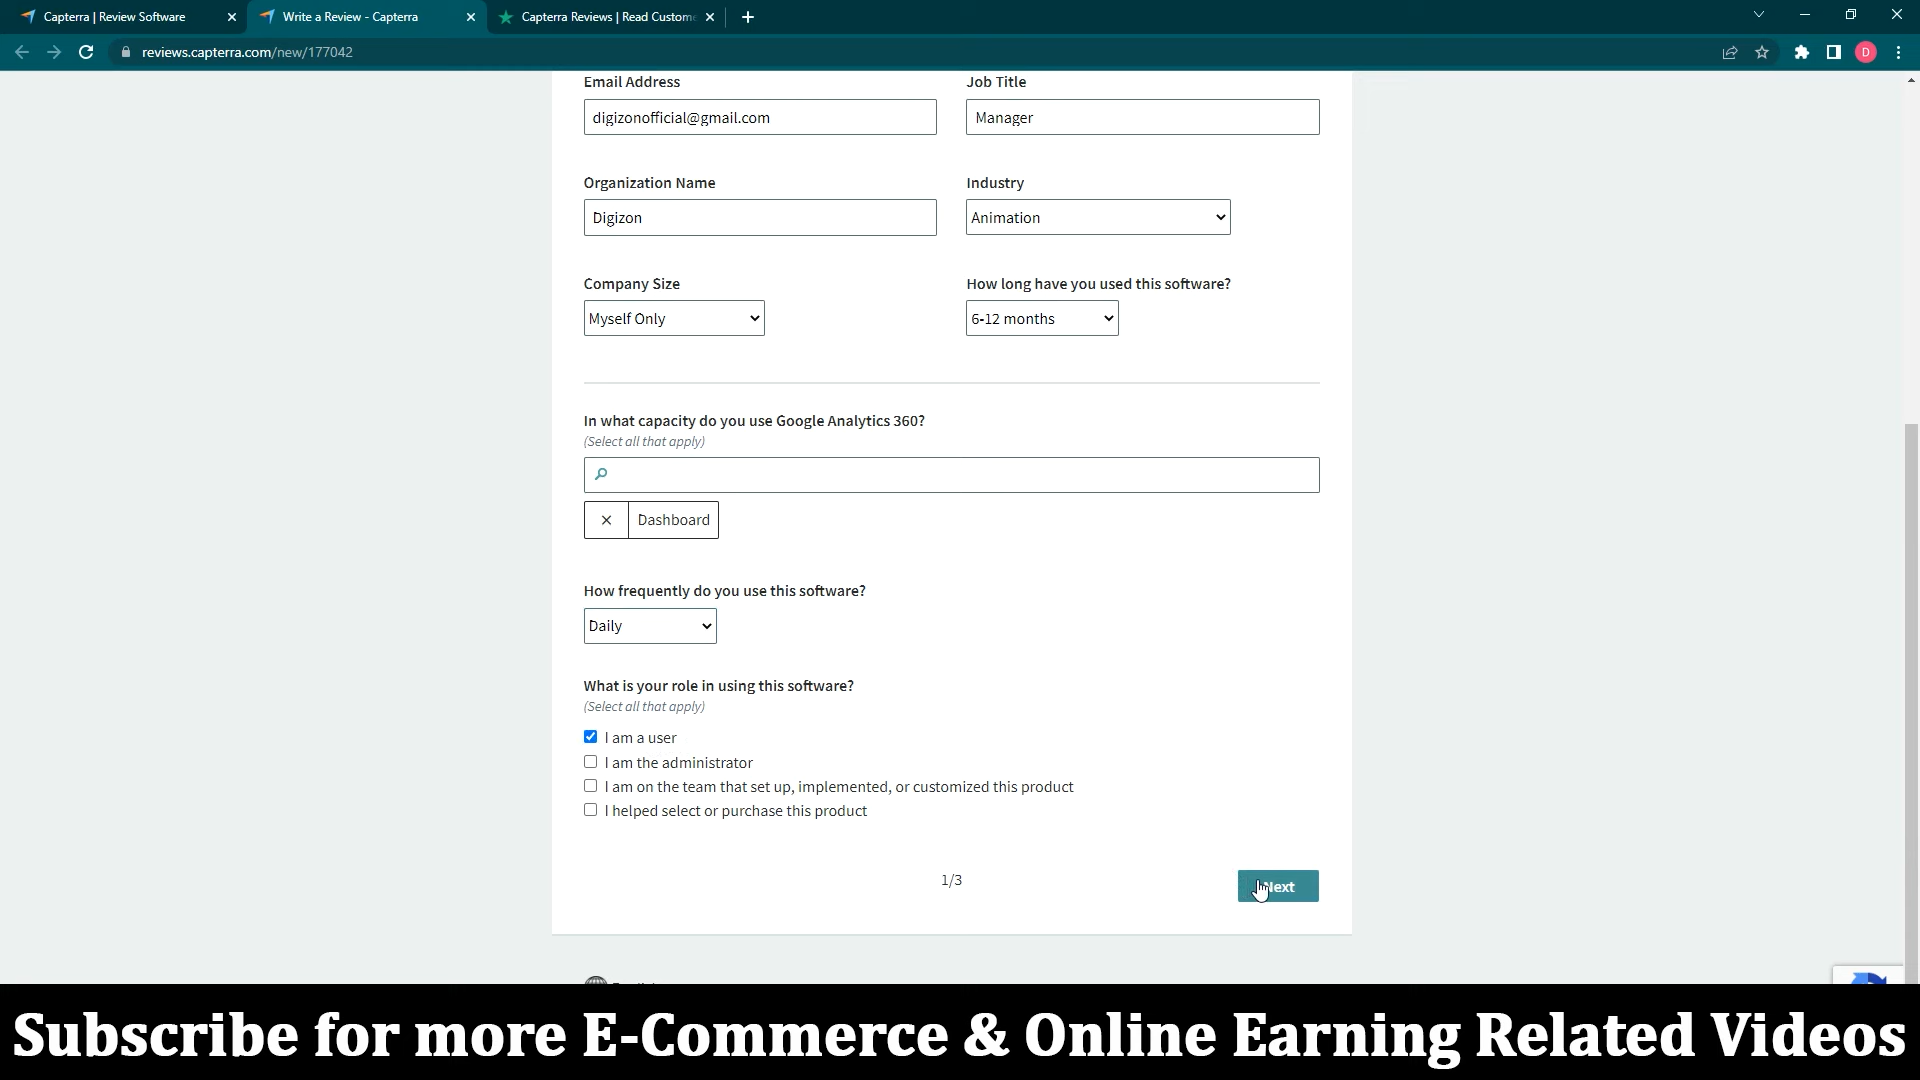 Capterra | Review Software
Write a Review - Capterra
Capterra Reviews | Read Custome
reviews.capterra.com/new/177042
D
Email Address
Job Title
digizonofficial@gmail.com
Manager
Organization Name
Industry
Digizon
Animation
Company Size
How long have you used this software?
Myself Only
6-12 months
In what capacity do you use Google Analytics 360?
(Select all that apply)
Dashboard
How frequently do you use this software?
Daily
What is your role in using this software?
(Select all that apply)
I am a user
I am the administrator
I am on the team that set up, implemented, or customized this product
I helped select or purchase this product
1/3
Next
Subscribe for more E-Commerce & Online Earning Related Videos